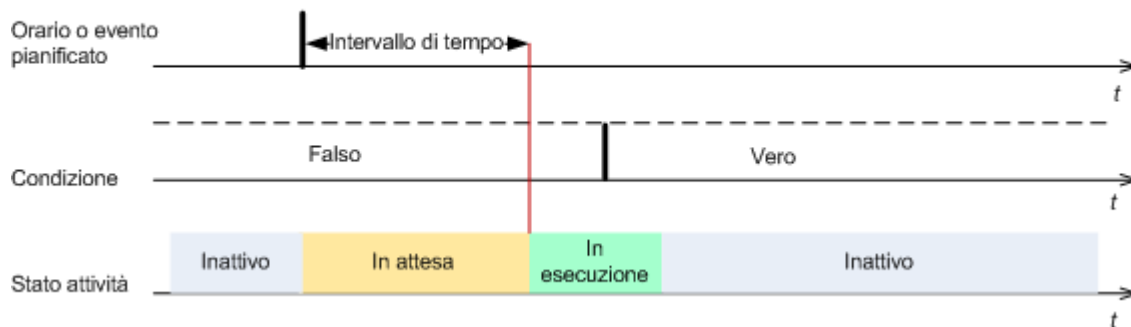 Orario o evento
pianificato
Intervallo di tempo
t
Falso
Vero
Condizione
t
Inattivo
In attesa
In
esecuzione
Inattivo
Stato attività
t